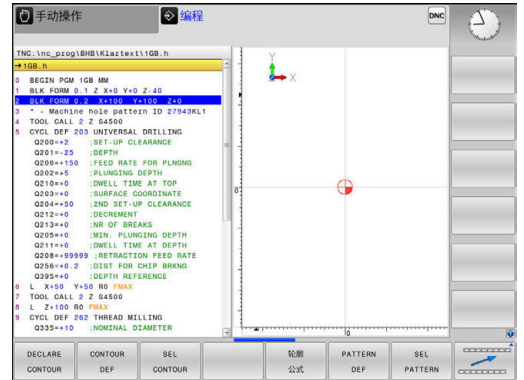 手动操作
编程
DNC
TNC:\nc_prog\BHB\Klartext\1GB.h
→1GB.h
0 BEGIN PGM 1GB MM
1 BLK FORM 0.1 Z X+0 Y+0 Z-40
2 BLK FORM 0.2 X+100 Y+100 Z+0
3 * - Machine hole pattern ID 27943KL1
4 TOOL CALL 2 Z S4500
5 CYCL DEF 203 UNIVERSAL DRILLING
Q200=+2 ;SET-UP CLEARANCE
Q201=-25 ;DEPTH
Q206=+150 ;FEED RATE FOR PLNGNG
Q202=+5 ;PLUNGING DEPTH
Q210=+0 ;DWELL TIME AT TOP
Q203=+0 ;SURFACE COORDINATE
Q204=+50 ;2ND SET-UP CLEARANCE
Q212=+0 ;DECREMENT
Q213=+0 ;NR OF BREAKS
Q205=+0 ;MIN. PLUNGING DEPTH
Q211=+0 ;DWELL TIME AT DEPTH
Q208=+99999 ;RETRACTION FEED RATE
Q256=+0.2 ;DIST FOR CHIP BRKNG
Q395=+0 ;DEPTH REFERENCE
6 L X+50 Y+50 R0 FMAX
7 TOOL CALL 2 Z S4500
8 L Z+100 R0 FMAX
9 CYCL DEF 262 THREAD MILLING
Q335=+10 ;NOMINAL DIAMETER
Y
X
0
0
DECLARE CONTOUR
CONTOUR DEF
SEL CONTOUR
轮廓 公式
PATTERN DEF
SEL PATTERN